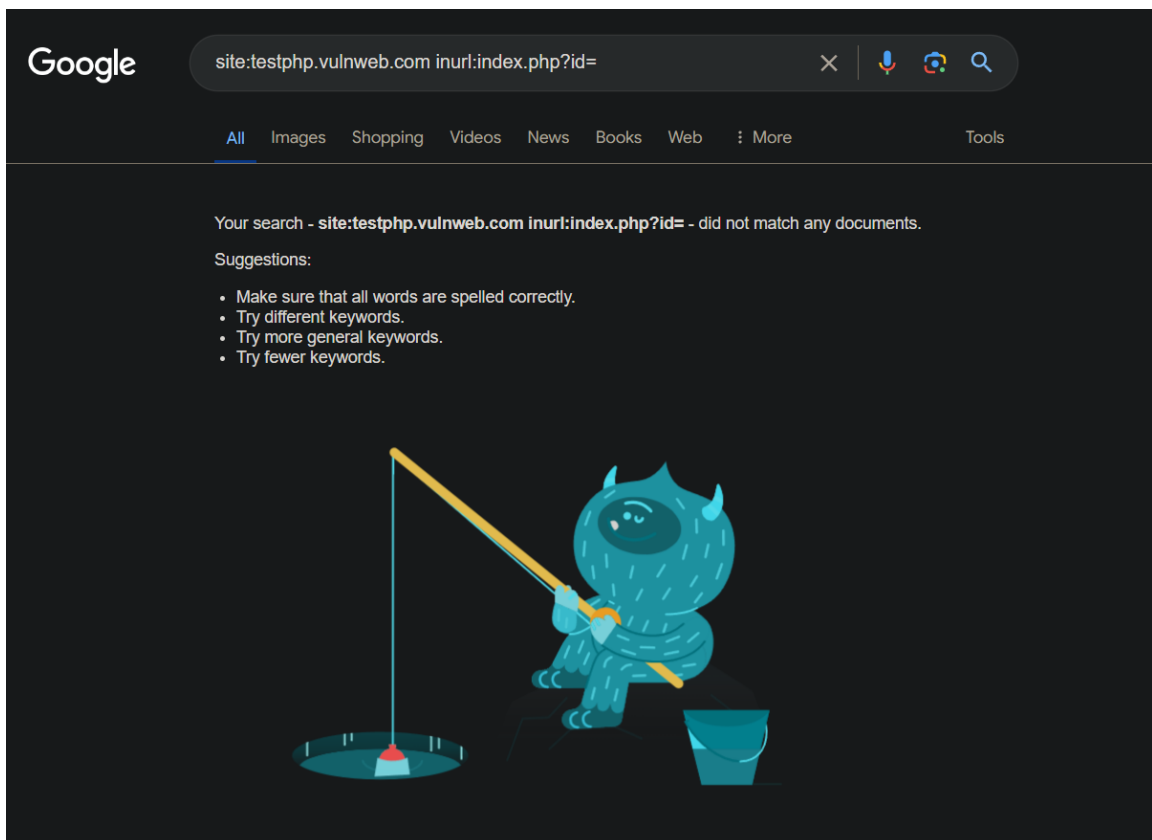 Google
site:testphp.vulnweb.com inurl:index.php?id=
All Images Shopping Videos News Books Web More Tools
Your search - site:testphp.vulnweb.com inurl:index.php?id= - did not match any documents.
Suggestions:
• Make sure that all words are spelled correctly.
• Try different keywords.
• Try more general keywords.
• Try fewer keywords.